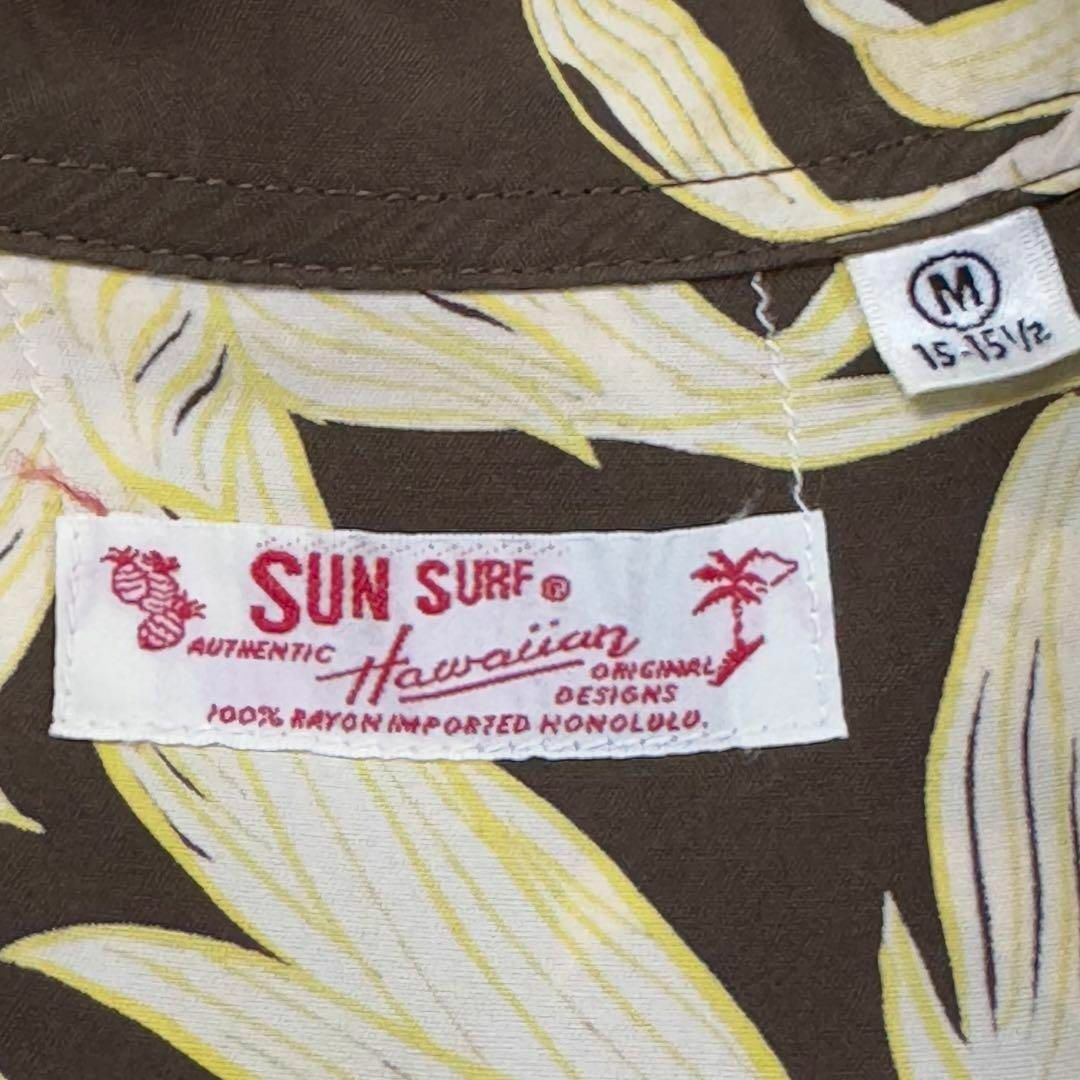 M
15-15½
SUN SURF®
AUTHENTIC Hawaiian ORIGINAL
DESIGNS
100% RAYON IMPORTED HONOLULU.